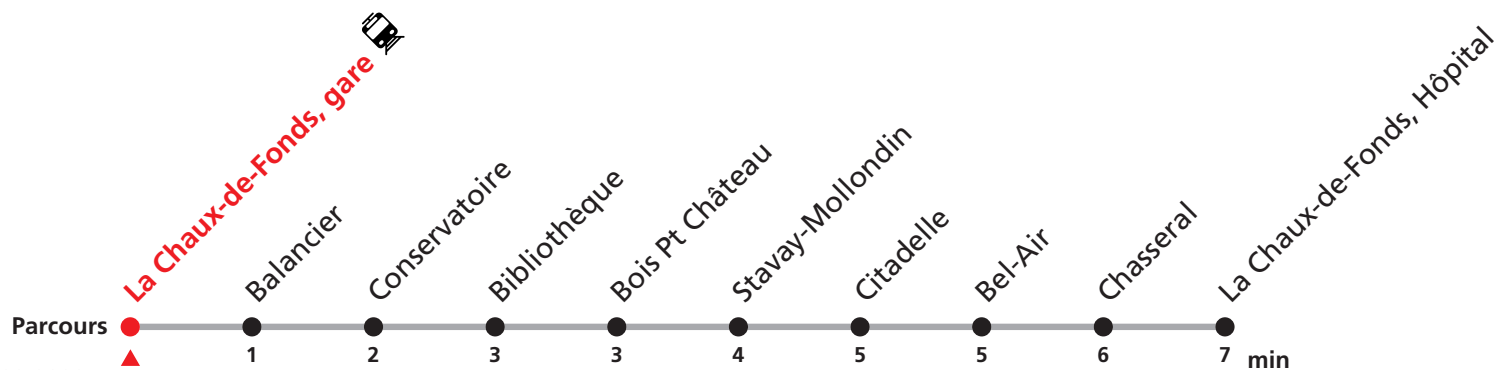 La Chaux-de-Fonds, gare
Balancier
Conservatoire
Bibliothèque
Bois Pt Château
Stavay-Mollondin
Citadelle
Bel-Air
Chasseral
La Chaux-de-Fonds, Hôpital
Parcours
1 2 3 3 4 5 5 6 7 min